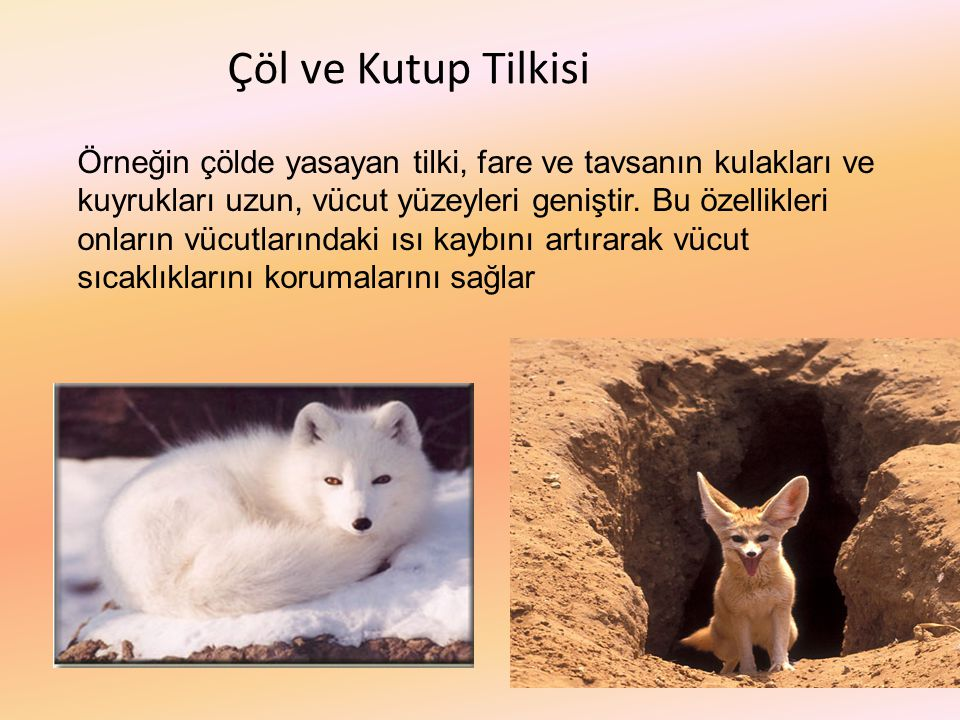 Çöl ve Kutup Tilkisi
Örneğin çölde yasayan tilki, fare ve tavsanın kulakları ve
kuyrukları uzun, vücut yüzeyleri geniştir. Bu özellikleri
onların vücutlarındaki ısı kaybını artırarak vücut
sıcaklıklarını korumalarını sağlar